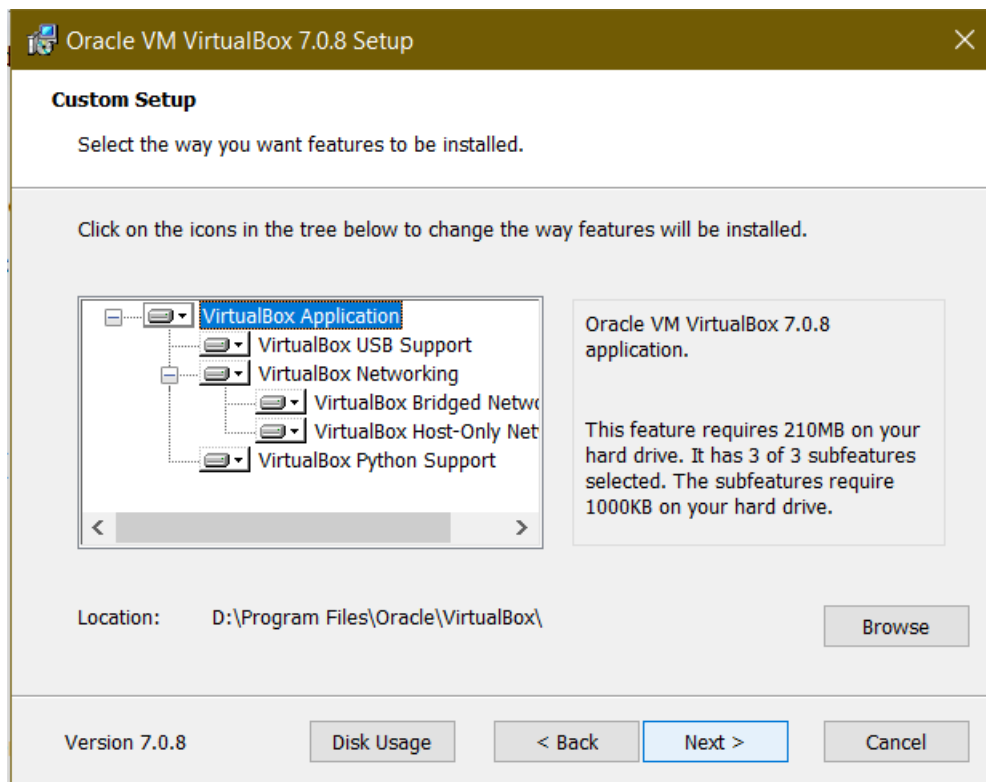 Oracle VM VirtualBox 7.0.8 Setup
Custom Setup
Select the way you want features to be installed.
Click on the icons in the tree below to change the way features will be installed.
VirtualBox Application
VirtualBox USB Support
VirtualBox Networking
VirtualBox Bridged Netwo
VirtualBox Host-Only Net
VirtualBox Python Support
Oracle VM VirtualBox 7.0.8
application.
This feature requires 210MB on your
hard drive. It has 3 of 3 subfeatures
selected. The subfeatures require
1000KB on your hard drive.
Location: D:\Program Files\Oracle\VirtualBox\
Browse
Version 7.0.8 Disk Usage < Back Next > Cancel